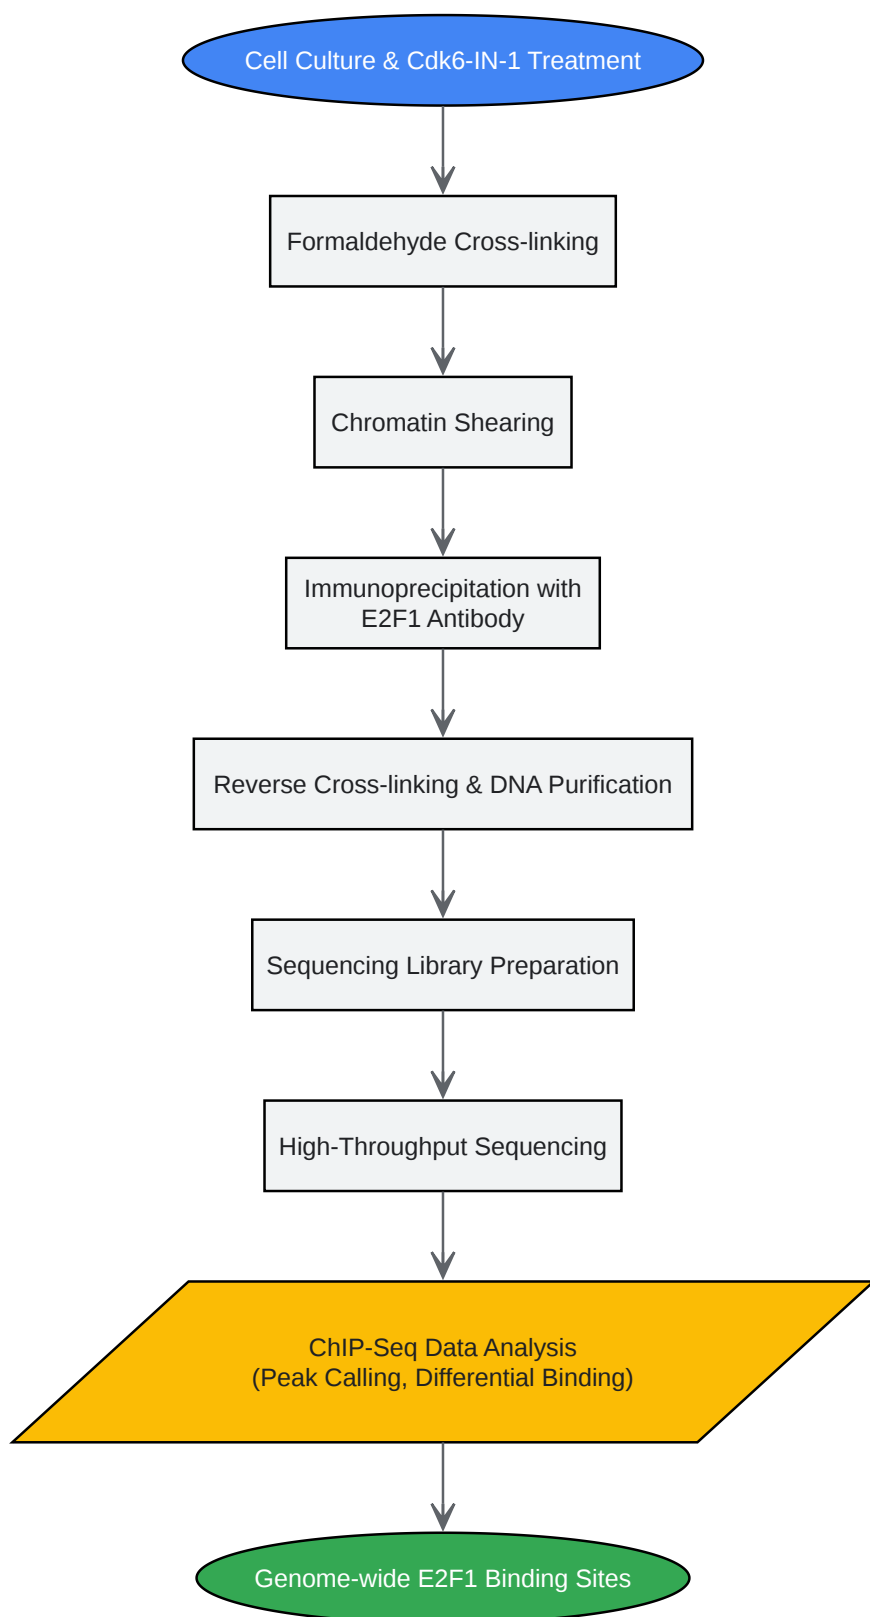 Cell Culture & Cdk6-IN-1 Treatment
Formaldehyde Cross-linking
Chromatin Shearing
Immunoprecipitation with
E2F1 Antibody
Reverse Cross-linking & DNA Purification
Sequencing Library Preparation
High-Throughput Sequencing
ChIP-Seq Data Analysis
(Peak Calling, Differential Binding)
Genome-wide E2F1 Binding Sites